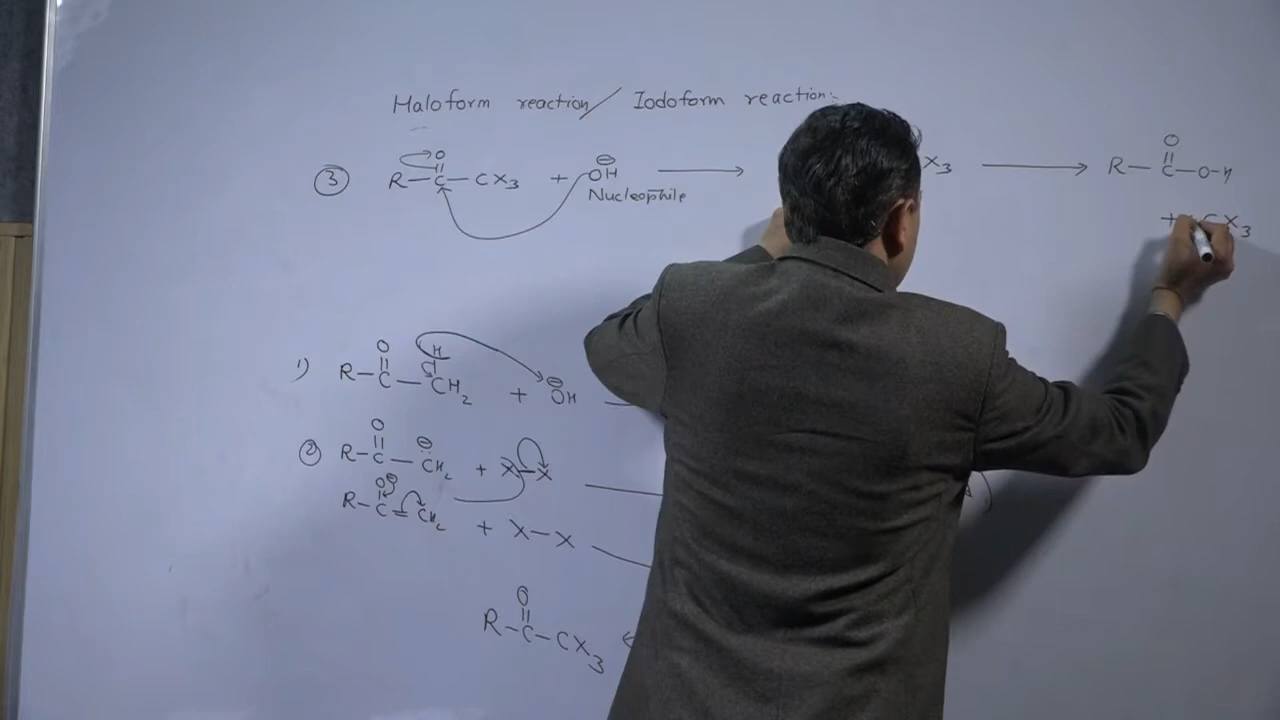 Haloform reaction/ Iodoform reaction:
③ R-C(=O)-CX₃ + ⊖OH → X₃ → R-C(=O)-O-H
Nucleophile
+ CX₃
1) R-C(=O)-CH₂-H + ⊖OH
② R-C(=O)-⊖CH₂ + X-X
R-C(-O⊖)=CH₂ + X-X
R-C(=O)-CX₃